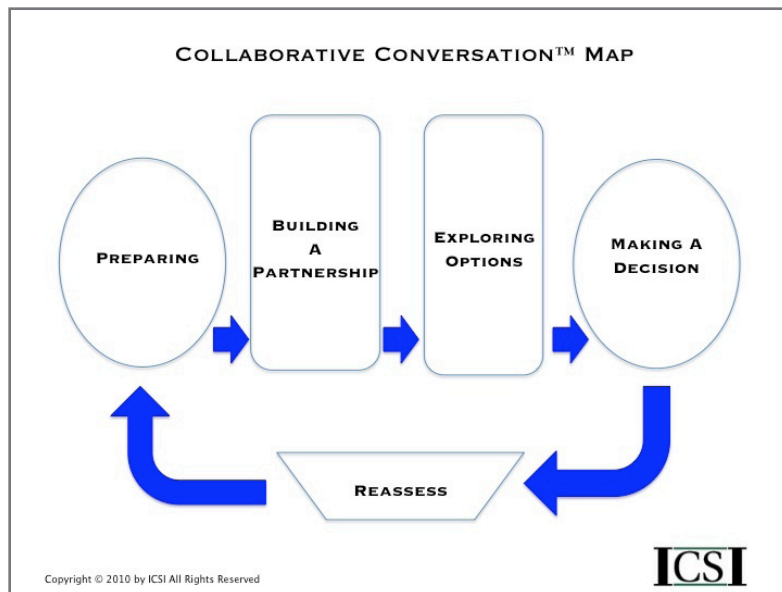 COLLABORATIVE CONVERSATION™ MAP
PREPARING
BUILDING
A
PARTNERSHIP
EXPLORING
OPTIONS
MAKING A
DECISION
REASSESS
Copyright © 2010 by ICSI All Rights Reserved
ICSI